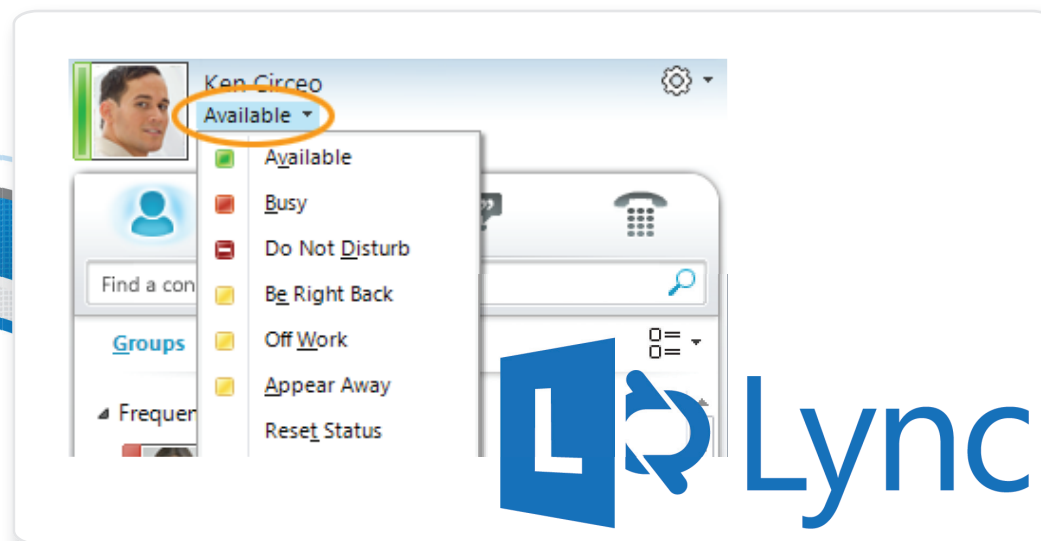 Ken Circeo
Available
Available
Busy
Do Not Disturb
Find a con
Be Right Back
Groups
Off Work
Appear Away
Frequen
Reset Status
L Lync